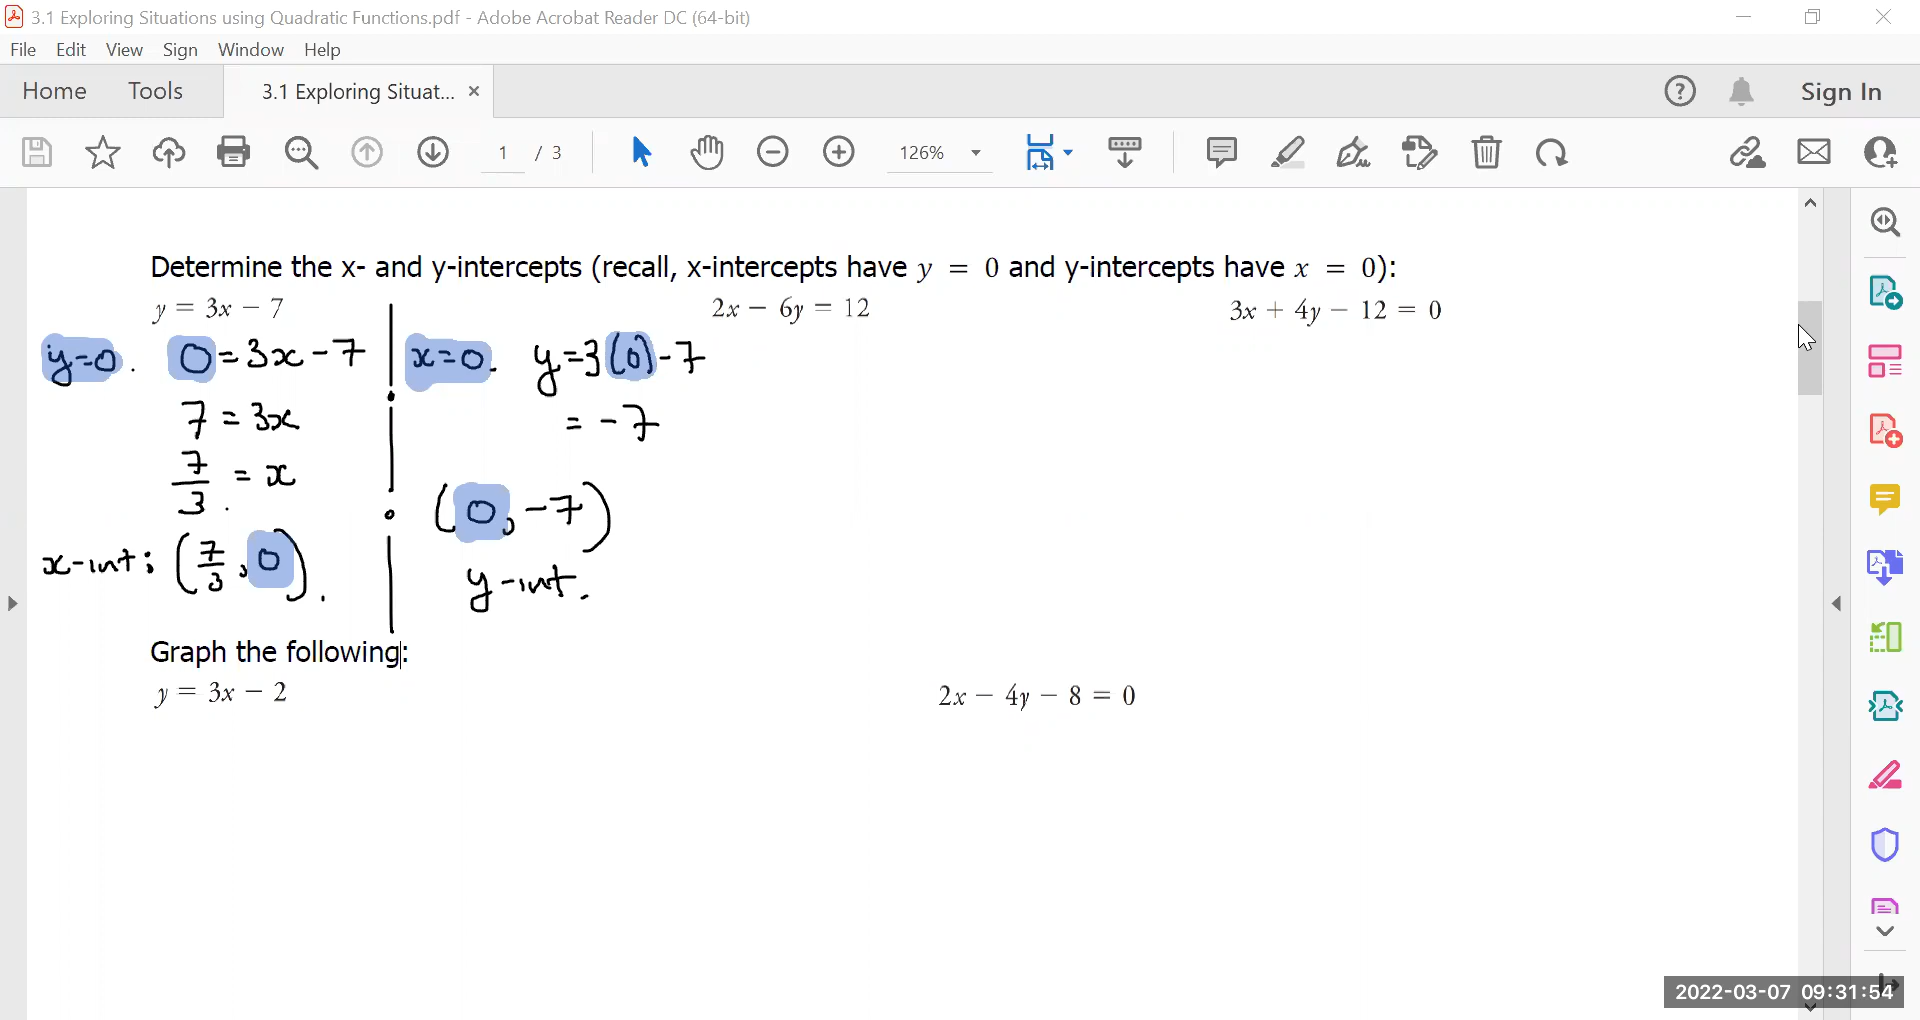 3.1 Exploring Situations using Quadratic Functions.pdf - Adobe Acrobat Reader DC (64-bit)
File Edit View Sign Window Help
Home Tools 3.1 Exploring Situat... × Sign In
1 / 3 126%
Determine the x- and y-intercepts (recall, x-intercepts have y = 0 and y-intercepts have x = 0):
y = 3x − 7 2x − 6y = 12 3x + 4y − 12 = 0
y=0. 0=3x-7 x=0. y=3(0)-7
7 = 3x = -7
7/3 = x
(0, -7)
x-int: (7/3, 0). y-int.
Graph the following:
y = 3x − 2 2x − 4y − 8 = 0
2022-03-07 09:31:54